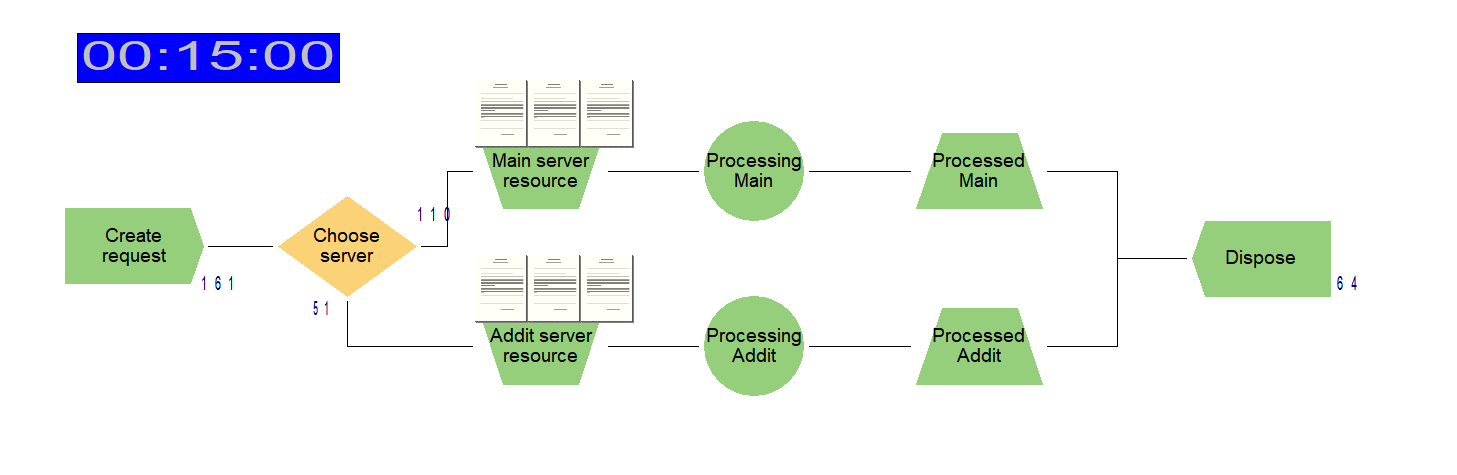 00:15:00
Main server
resource
Processing
Main
Processed
Main
1 1 0
Create
request
Choose
server
1 6 1
5 1
Dispose
6 4
Addit server
resource
Processing
Addit
Processed
Addit